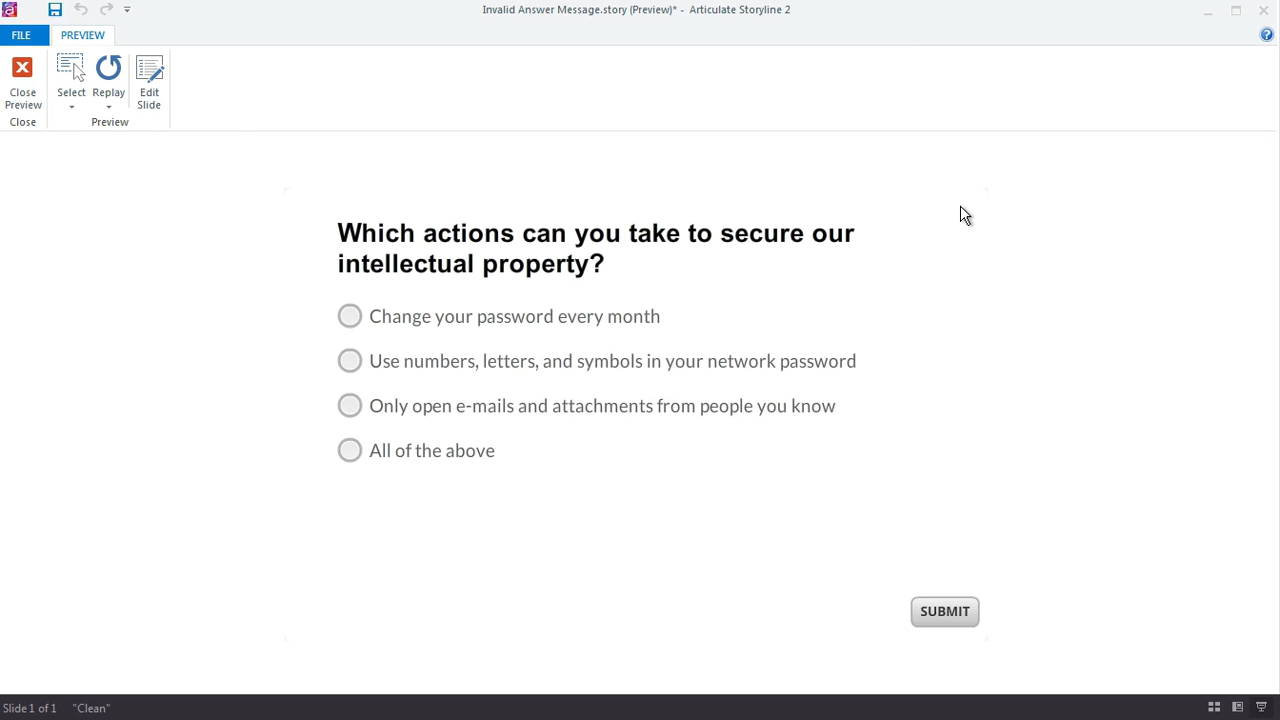 Invalid Answer Message.story (Preview)* - Articulate Storyline 2
FILE
PREVIEW
Close Preview
Select
Replay
Edit Slide
Close
Preview
Which actions can you take to secure our
intellectual property?
Change your password every month
Use numbers, letters, and symbols in your network password
Only open e-mails and attachments from people you know
All of the above
SUBMIT
Slide 1 of 1 "Clean"